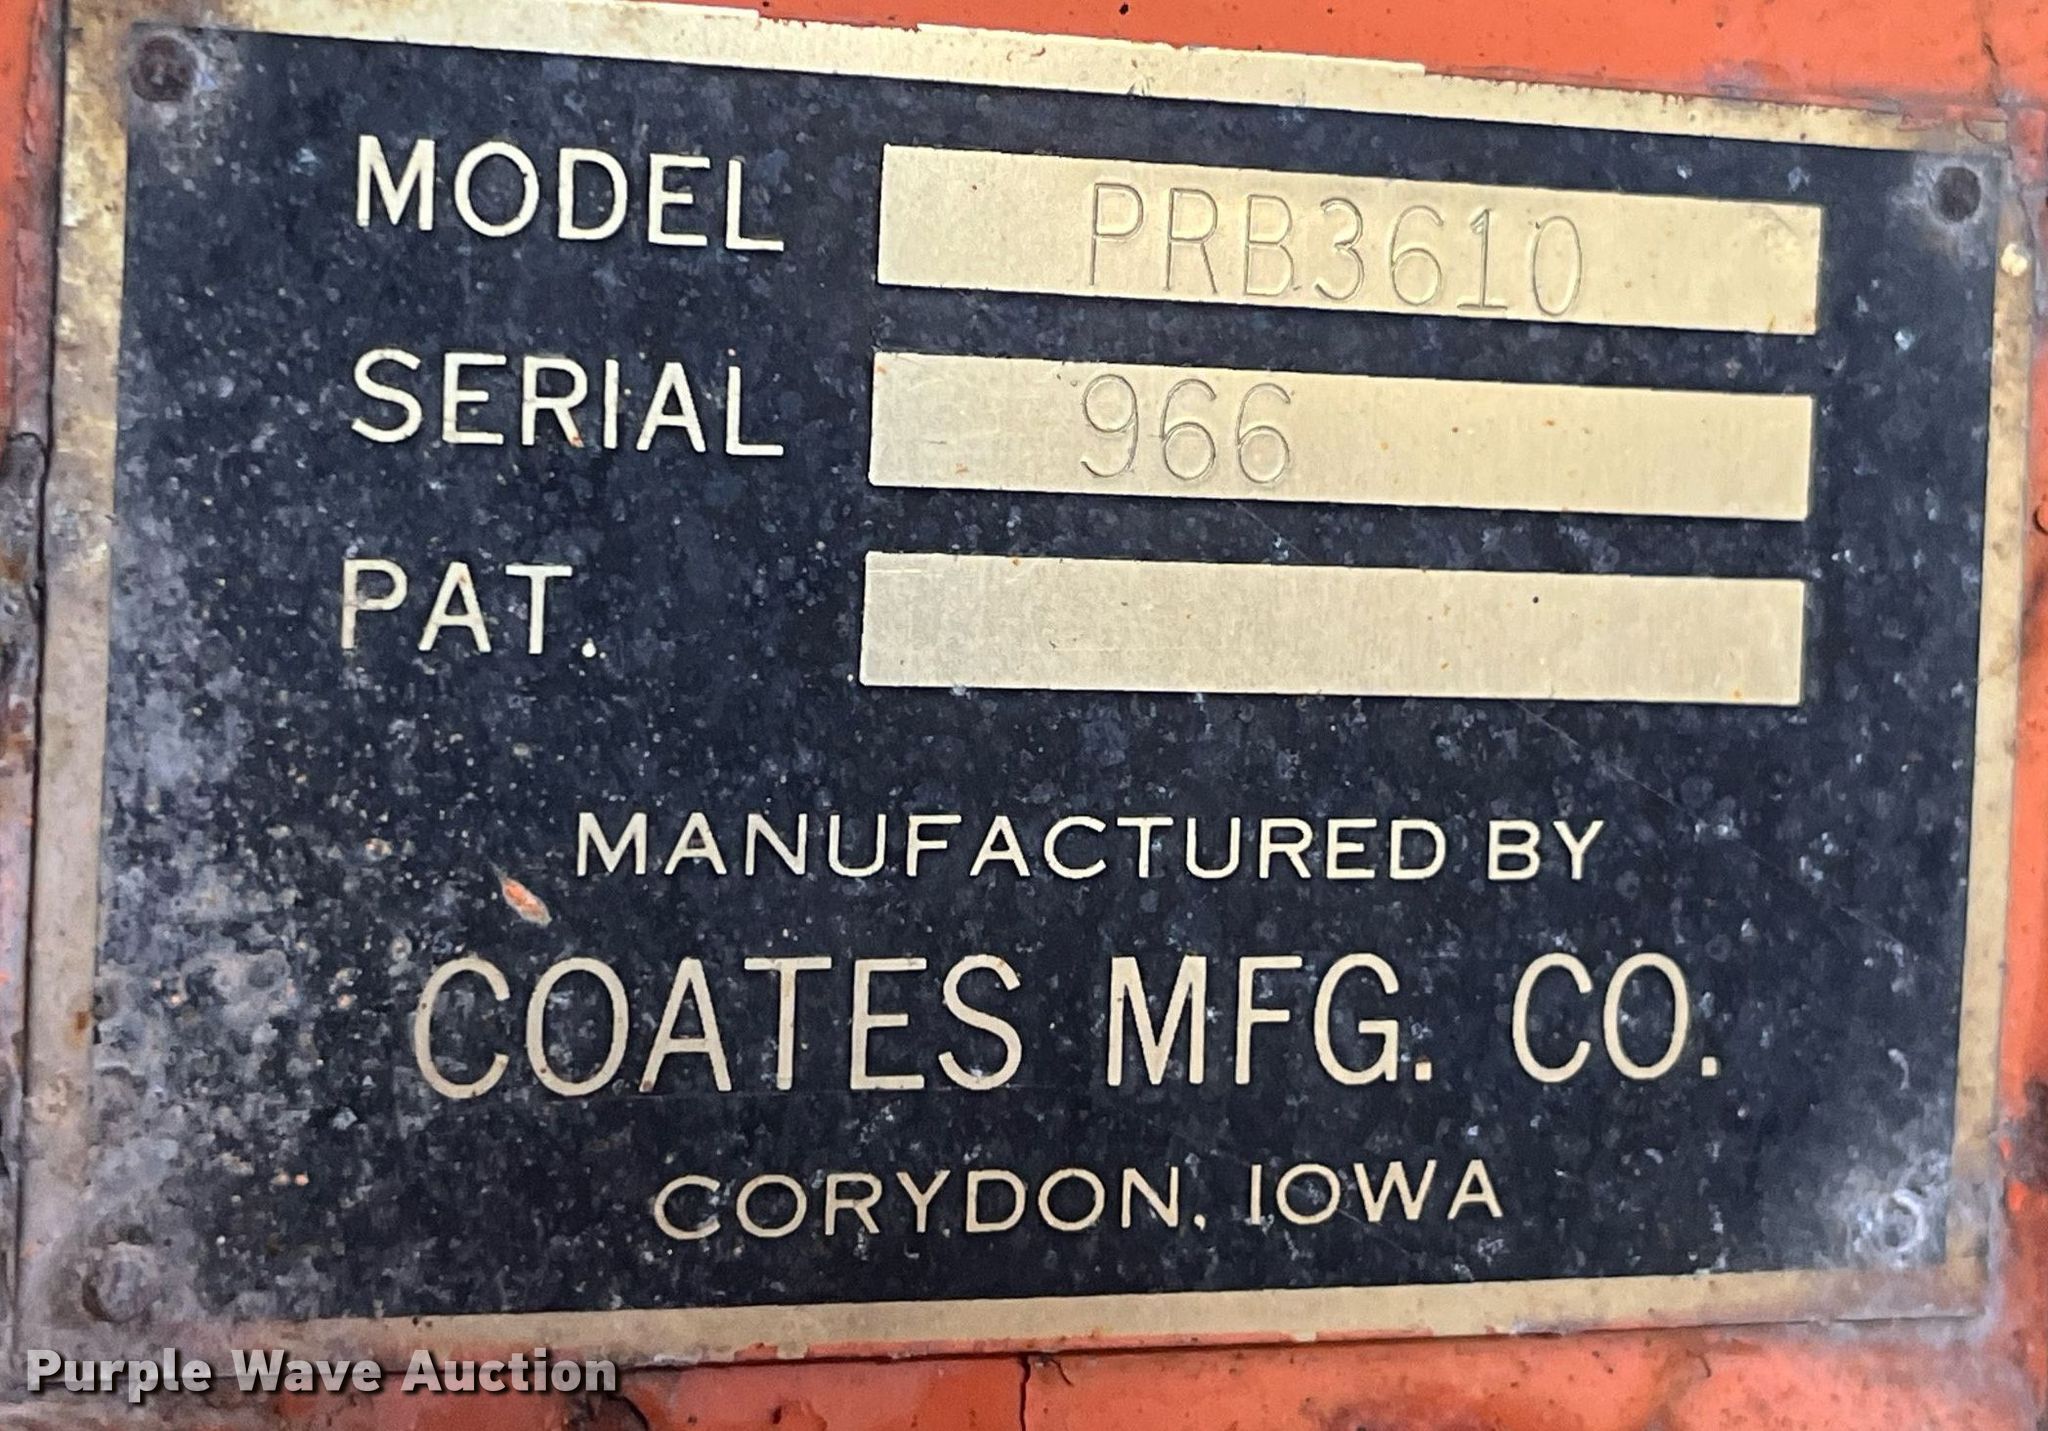 MODEL PRB3610
SERIAL 966
PAT.
MANUFACTURED BY
COATES MFG. CO.
CORYDON, IOWA
Purple Wave Auction